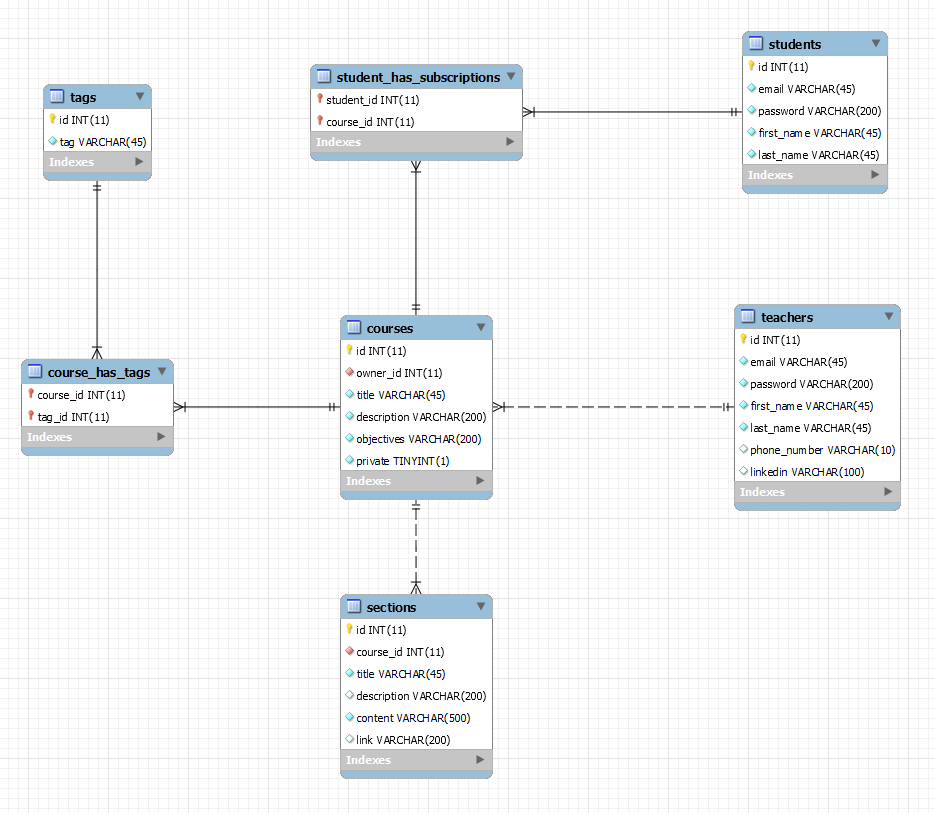 tags
id INT(11)
tag VARCHAR(45)
Indexes
student_has_subscriptions
student_id INT(11)
course_id INT(11)
Indexes
students
id INT(11)
email VARCHAR(45)
password VARCHAR(200)
first_name VARCHAR(45)
last_name VARCHAR(45)
Indexes
course_has_tags
course_id INT(11)
tag_id INT(11)
Indexes
courses
id INT(11)
owner_id INT(11)
title VARCHAR(45)
description VARCHAR(200)
objectives VARCHAR(200)
private TINYINT(1)
Indexes
teachers
id INT(11)
email VARCHAR(45)
password VARCHAR(200)
first_name VARCHAR(45)
last_name VARCHAR(45)
phone_number VARCHAR(10)
linkedin VARCHAR(100)
Indexes
sections
id INT(11)
course_id INT(11)
title VARCHAR(45)
description VARCHAR(200)
content VARCHAR(500)
link VARCHAR(200)
Indexes